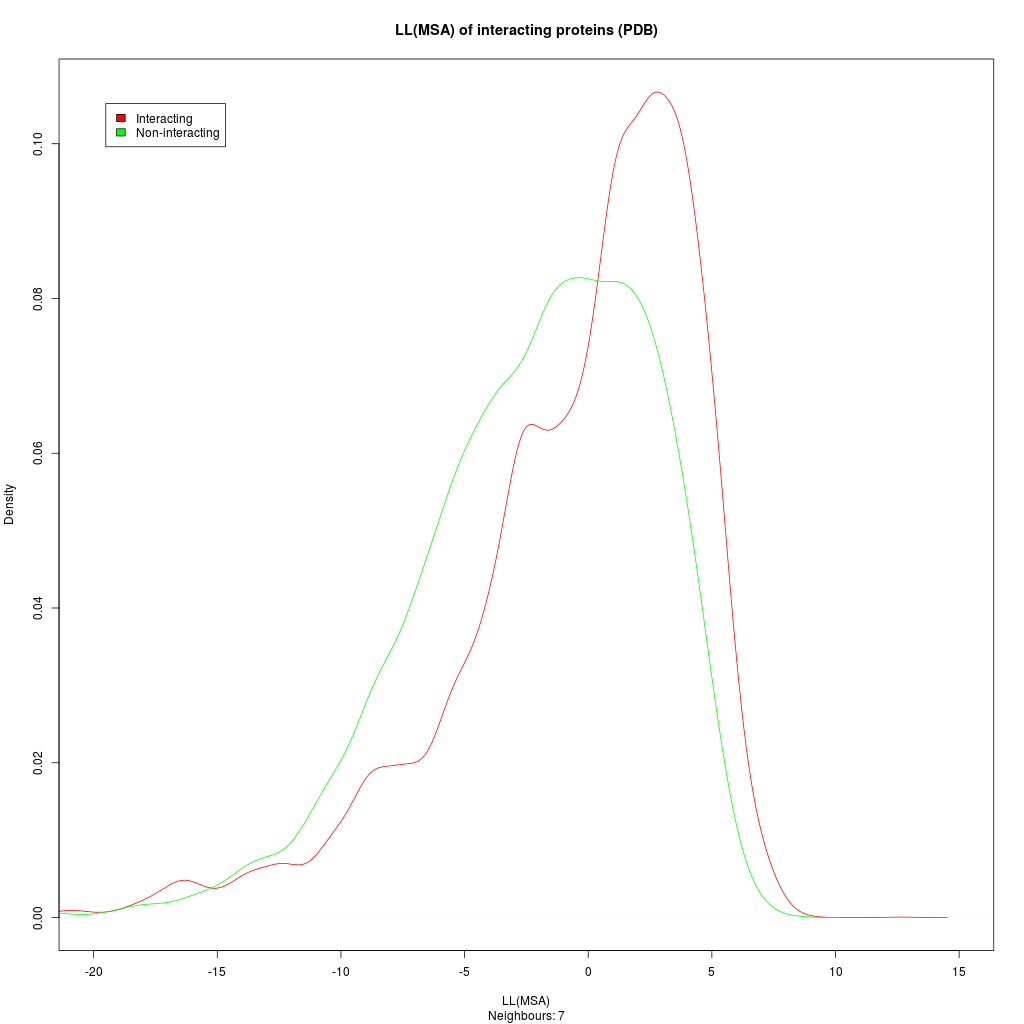 LL(MSA) of interacting proteins (PDB)
Interacting
Non-interacting
0.10
0.08
0.06
0.04
0.02
0.00
Density
-20 -15 -10 -5 0 5 10 15
LL(MSA)
Neighbours: 7